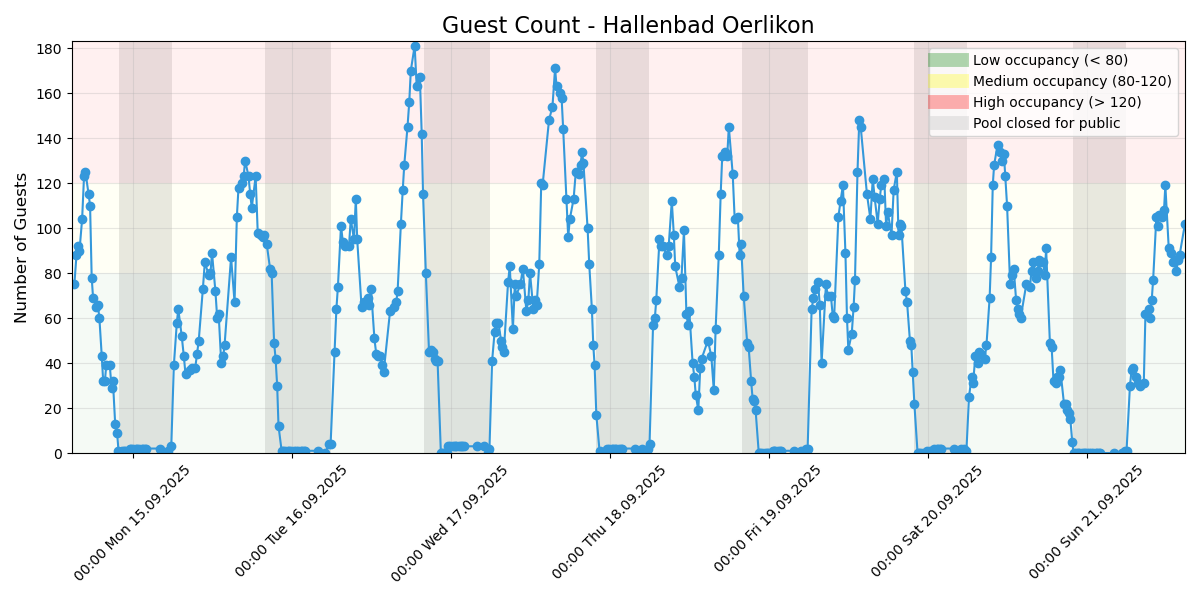 Guest Count - Hallenbad Oerlikon
Number of Guests
180
160
140
120
100
80
60
40
20
0
Low occupancy (< 80)
Medium occupancy (80-120)
High occupancy (> 120)
Pool closed for public
00:00 Mon 15.09.2025
00:00 Tue 16.09.2025
00:00 Wed 17.09.2025
00:00 Thu 18.09.2025
00:00 Fri 19.09.2025
00:00 Sat 20.09.2025
00:00 Sun 21.09.2025